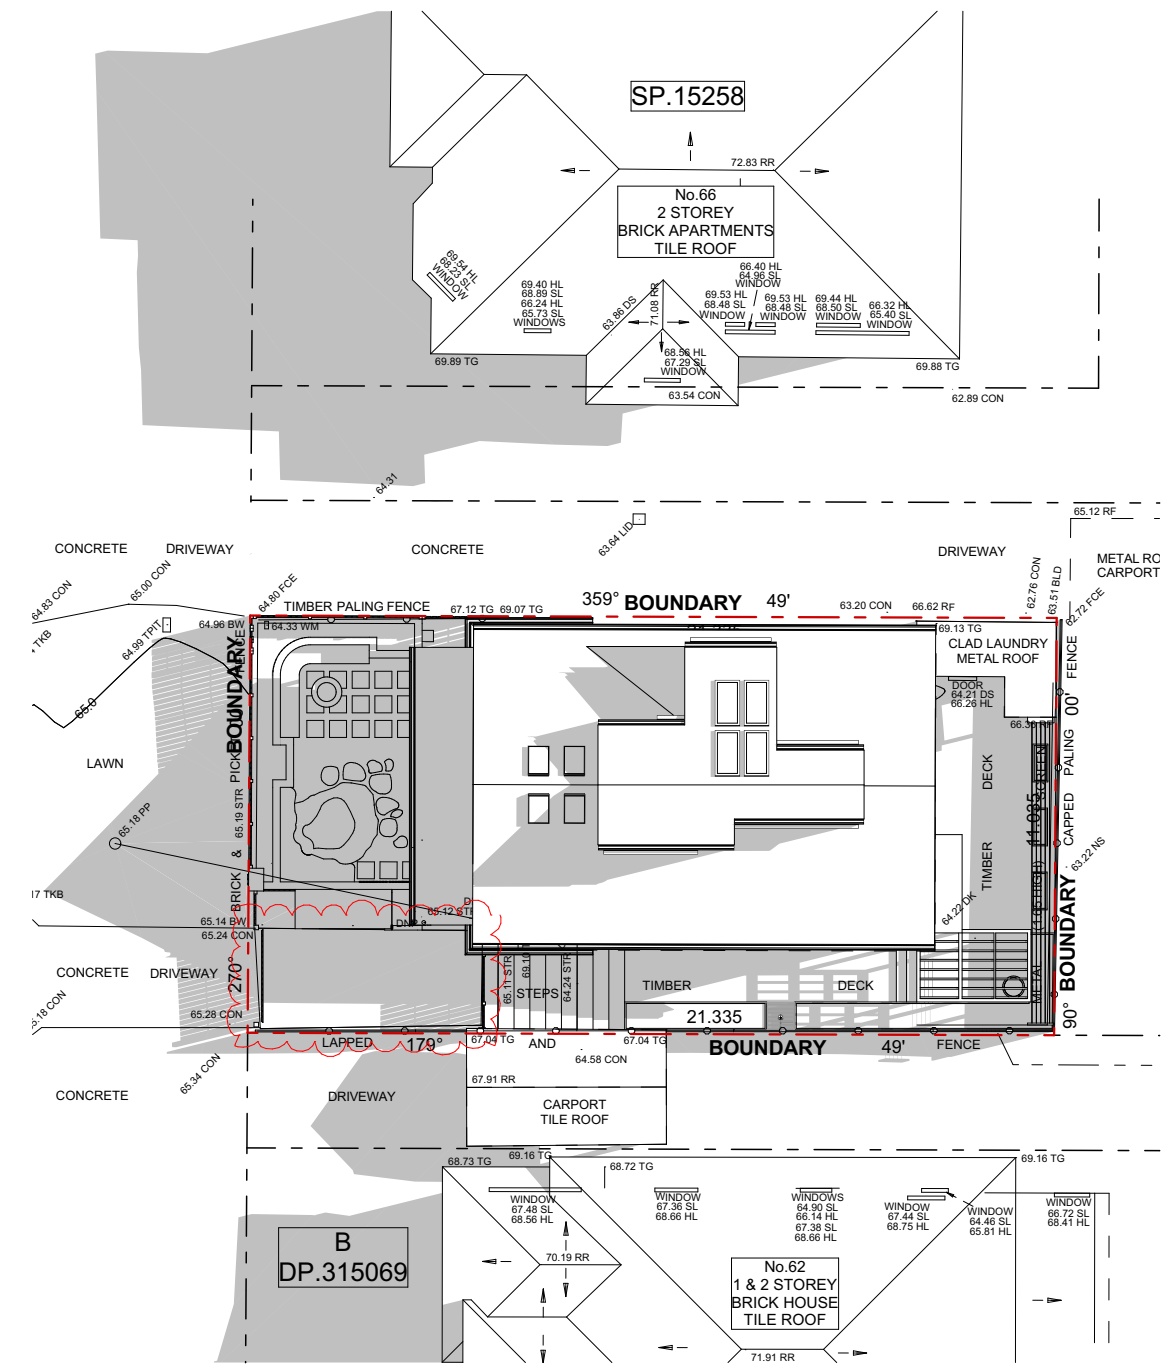 SP.15258
72.83 RR
No.66
2 STOREY
BRICK APARTMENTS
TILE ROOF
69.54 HL
68.23 SL
WINDOW
69.40 HL
68.89 SL
66.24 HL
65.73 SL
WINDOWS
63.86 DS
71.08 RR
66.40 HL
64.96 SL
WINDOW
69.53 HL
68.48 SL
WINDOW
69.53 HL
68.48 SL
69.44 HL
68.50 SL
WINDOW
66.32 HL
65.40 SL
WINDOW
69.89 TG
68.56 HL
67.29 SL
WINDOW
69.88 TG
63.54 CON
62.89 CON
64.31
65.12 RF
63.64 LID
CONCRETE DRIVEWAY
CONCRETE
DRIVEWAY
METAL RO
CARPORT
64.83 CON
65.00 CON
64.80 FCE
62.76 CON
63.51 BLD
62.72 FCE
TIMBER PALING FENCE
67.12 TG
69.07 TG
359° BOUNDARY 49'
63.20 CON
66.62 RF
TKB
64.99 TPIT
64.96 BW
64.33 WM
69.13 TG
CLAD LAUNDRY
METAL ROOF
65.0
BOUNDARY
FENCE
DOOR
64.21 DS
66.26 HL
00'
FENCE
LAWN
PICKET
DECK
PALING
65.18 PP
65.19 STR
11.035
SCREEN
CAPPED
TIMBER
63.22 NS
17 TKB
BRICK &
65.12 STR
64.22 DK
65.14 BW
65.24 CON
CONCRETE DRIVEWAY
270°
65.11 STR
69.10
64.24 STR
STEPS
TIMBER
DECK
METAL
BOUNDARY
90°
65.18 CON
65.28 CON
21.335
LAPPED
179°
67.04 TG
AND
67.04 TG
BOUNDARY 49'
FENCE
64.58 CON
65.34 CON
CONCRETE
DRIVEWAY
67.91 RR
CARPORT
TILE ROOF
68.73 TG
69.16 TG
68.72 TG
69.16 TG
WINDOW
67.48 SL
68.56 HL
WINDOW
67.36 SL
68.66 HL
WINDOWS
64.90 SL
66.14 HL
67.38 SL
68.66 HL
WINDOW
67.44 SL
68.75 HL
WINDOW
64.46 SL
65.81 HL
WINDOW
66.72 SL
68.41 HL
B
DP.315069
70.19 RR
No.62
1 & 2 STOREY
BRICK HOUSE
TILE ROOF
71.91 RR